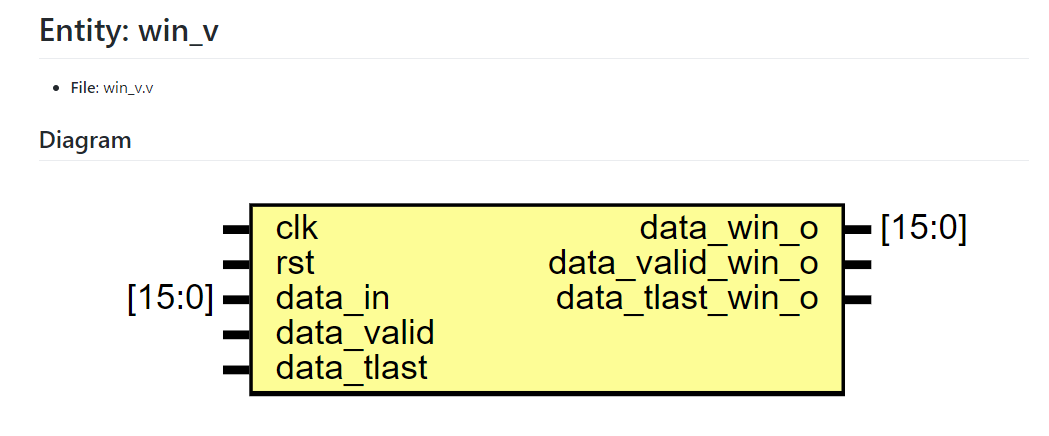 Entity: win_v
File: win_v.v
Diagram
clk data_win_o [15:0]
rst data_valid_win_o
[15:0] data_in data_tlast_win_o
data_valid
data_tlast